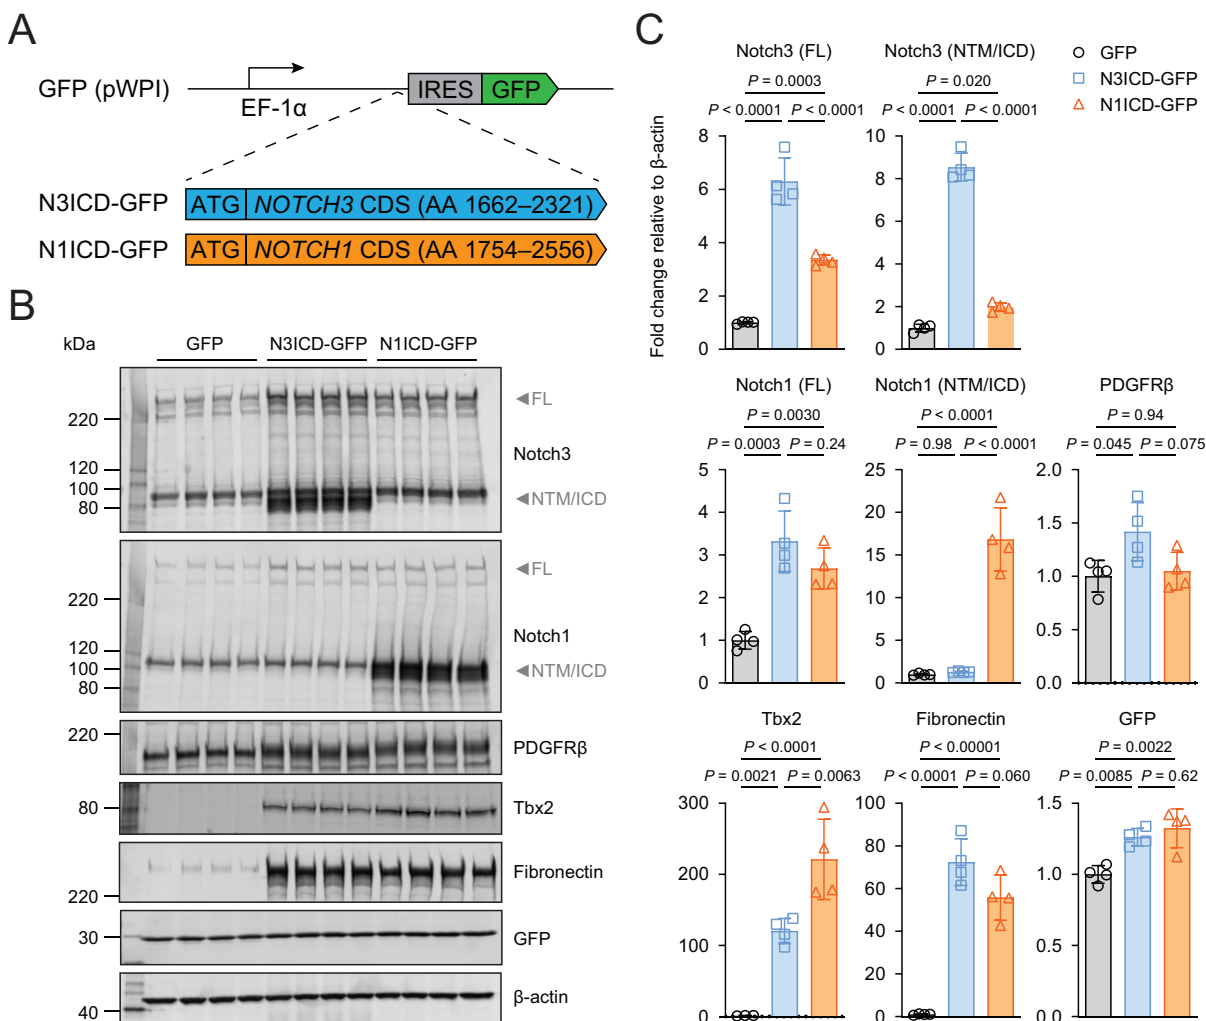 A
GFP (pWPI)
EF-1α
IRES
GFP
N3ICD-GFP
ATG
NOTCH3 CDS (AA 1662–2321)
N1ICD-GFP
ATG
NOTCH1 CDS (AA 1754–2556)
B
kDa
GFP
N3ICD-GFP
N1ICD-GFP
220
120
100
80
◄FL
Notch3
◄NTM/ICD
220
120
100
80
◄FL
Notch1
◄NTM/ICD
220
PDGFRβ
80
Tbx2
220
Fibronectin
30
GFP
40
β-actin
C
GFP
N3ICD-GFP
N1ICD-GFP
Fold change relative to β-actin
Notch3 (FL)
P = 0.0003
P < 0.0001
P < 0.0001
8
6
4
2
0
Notch3 (NTM/ICD)
P = 0.020
P < 0.0001
P < 0.0001
10
8
6
4
2
0
Notch1 (FL)
P = 0.0030
P = 0.0003
P = 0.24
5
4
3
2
1
0
Notch1 (NTM/ICD)
P < 0.0001
P = 0.98
P < 0.0001
25
20
15
10
5
0
PDGFRβ
P = 0.94
P = 0.045
P = 0.075
2.0
1.5
1.0
0.5
0.0
Tbx2
P < 0.0001
P = 0.0021
P = 0.0063
300
200
100
0
Fibronectin
P < 0.00001
P < 0.0001
P = 0.060
100
80
60
40
20
0
GFP
P = 0.0022
P = 0.0085
P = 0.62
1.5
1.0
0.5
0.0